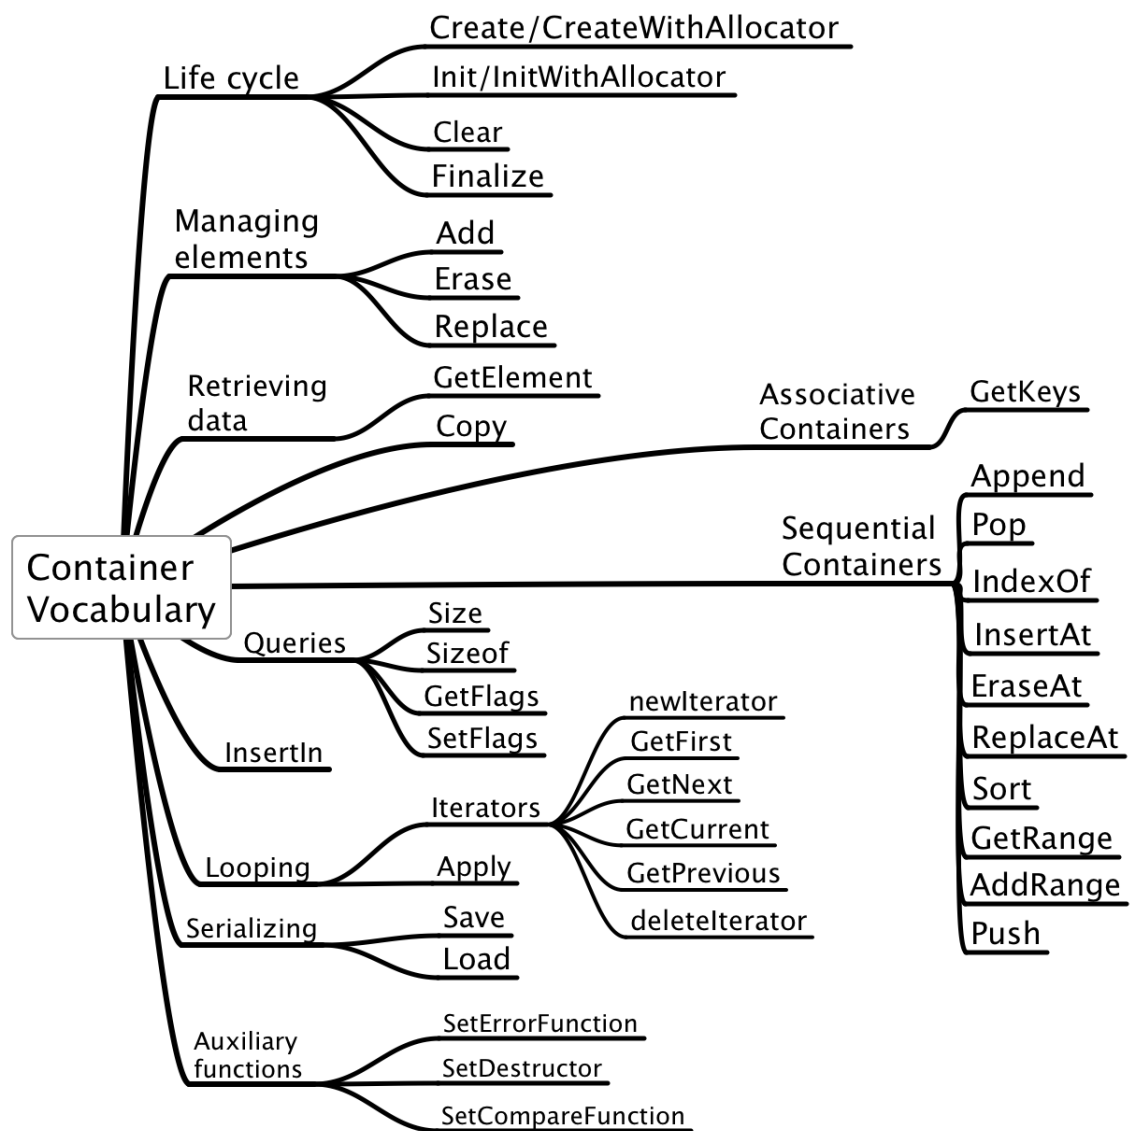 Create/CreateWithAllocator
Life cycle
Init/InitWithAllocator
Clear
Finalize
Managing
elements
Add
Erase
Replace
Retrieving
data
GetElement
Copy
Associative
Containers
GetKeys
Sequential
Containers
Append
Pop
IndexOf
InsertAt
EraseAt
ReplaceAt
Sort
GetRange
AddRange
Push
Container
Vocabulary
Queries
Size
Sizeof
GetFlags
SetFlags
InsertIn
Looping
Iterators
newIterator
GetFirst
GetNext
GetCurrent
GetPrevious
deleteIterator
Apply
Serializing
Save
Load
Auxiliary
functions
SetErrorFunction
SetDestructor
SetCompareFunction